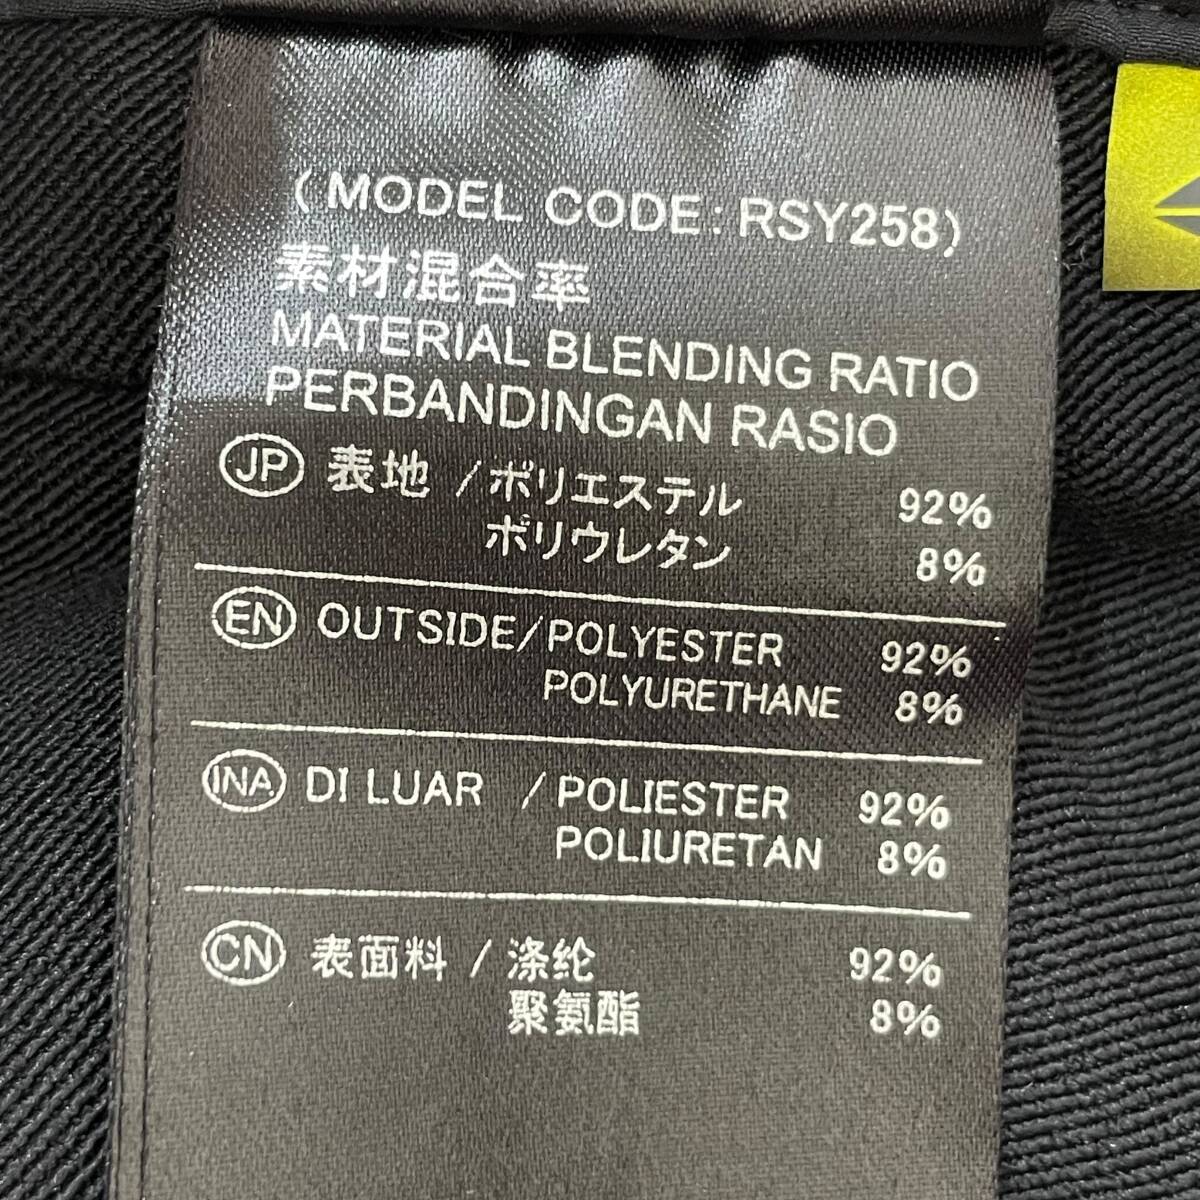 (MODEL CODE: RSY258)
素材混合率
MATERIAL BLENDING RATIO
PERBANDINGAN RASIO
JP 表地 /ポリエステル 92%
ポリウレタン 8%
EN OUTSIDE/POLYESTER 92%
POLYURETHANE 8%
INA DI LUAR /POLIESTER 92%
POLIURETAN 8%
CN 表面料 / 涤纶 92%
聚氨酯 8%